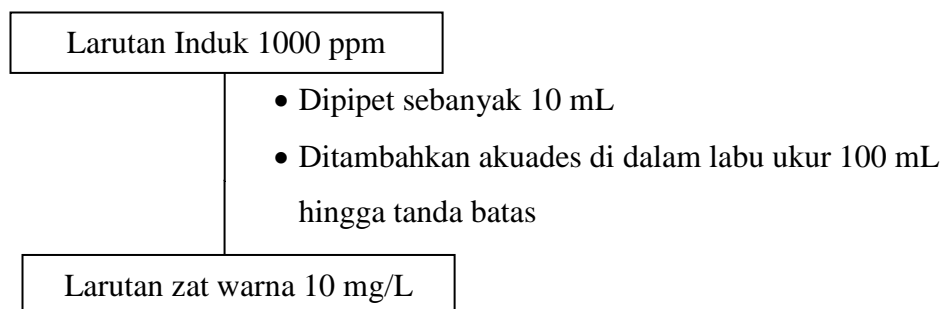 Larutan Induk 1000 ppm
• Dipipet sebanyak 10 mL
• Ditambahkan akuades di dalam labu ukur 100 mL
hingga tanda batas
Larutan zat warna 10 mg/L